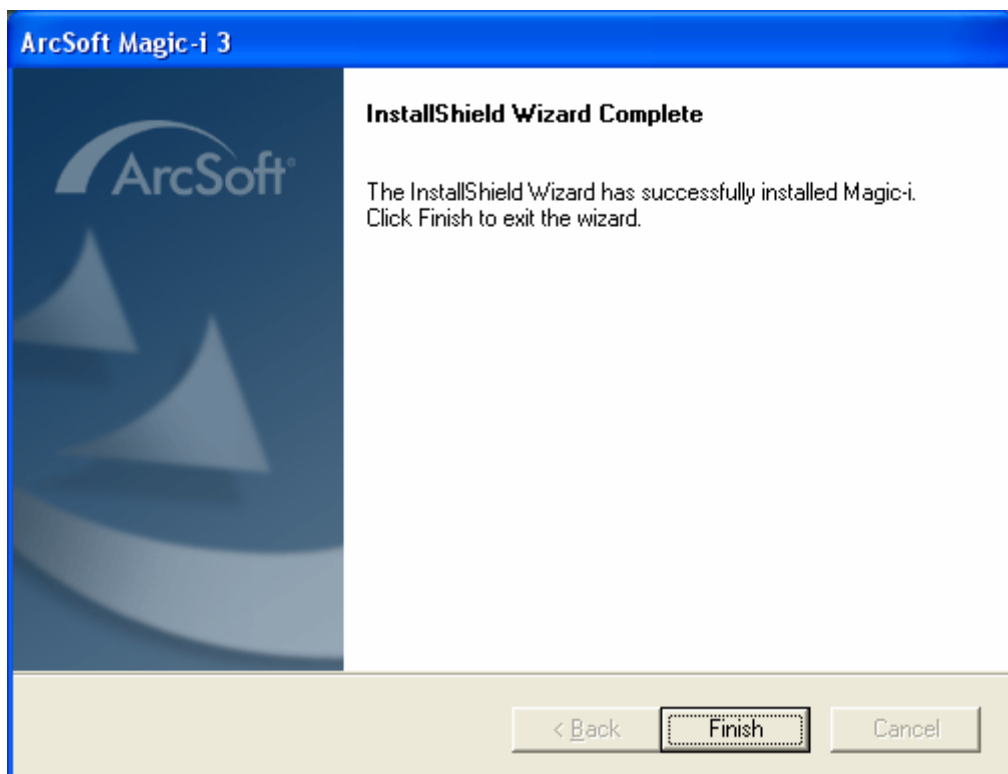 ArcSoft Magic-i 3
ArcSoft®
InstallShield Wizard Complete
The InstallShield Wizard has successfully installed Magic-i.
Click Finish to exit the wizard.
< Back
Finish
Cancel